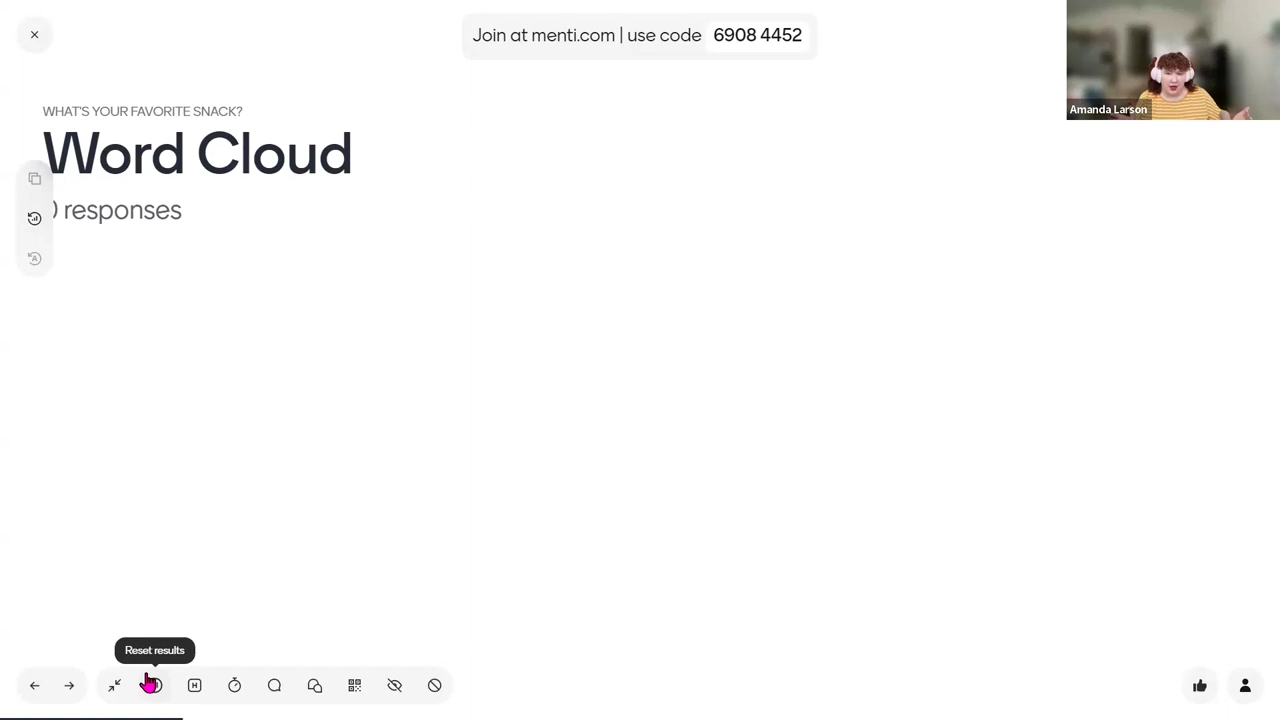 Join at menti.com | use code 6908 4452
Amanda Larson
WHAT'S YOUR FAVORITE SNACK?
Word Cloud
0 responses
Reset results